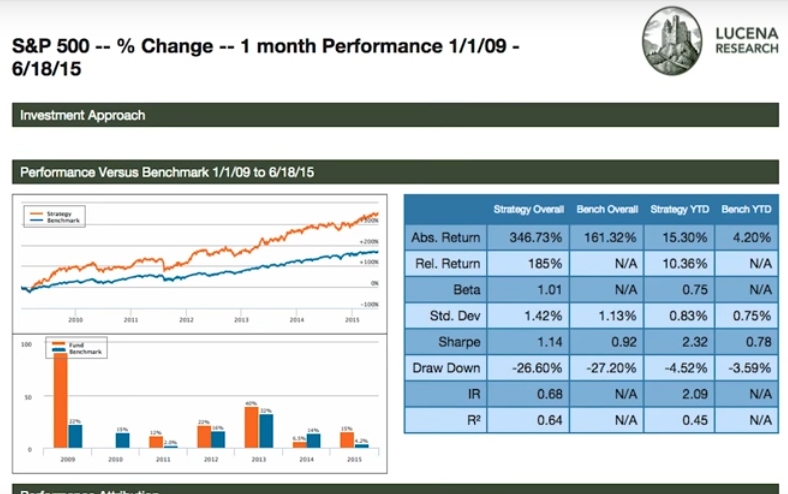 S&P 500 -- % Change -- 1 month Performance 1/1/09 -
6/18/15
LUCENA
RESEARCH
Investment Approach
Performance Versus Benchmark 1/1/09 to 6/18/15
Strategy
Benchmark
+300%
+200%
+100%
0%
-100%
2010 2011 2012 2013 2014 2015
Fund
Benchmark
100
50
0
22% 15% 12% 2.0% 22% 16% 40% 32% 6.3% 14% 15% 4.2%
2009 2010 2011 2012 2013 2014 2015
Strategy Overall Bench Overall Strategy YTD Bench YTD
Abs. Return 346.73% 161.32% 15.30% 4.20%
Rel. Return 185% N/A 10.36% N/A
Beta 1.01 N/A 0.75 N/A
Std. Dev 1.42% 1.13% 0.83% 0.75%
Sharpe 1.14 0.92 2.32 0.78
Draw Down -26.60% -27.20% -4.52% -3.59%
IR 0.68 N/A 2.09 N/A
R² 0.64 N/A 0.45 N/A
Performance Attribution